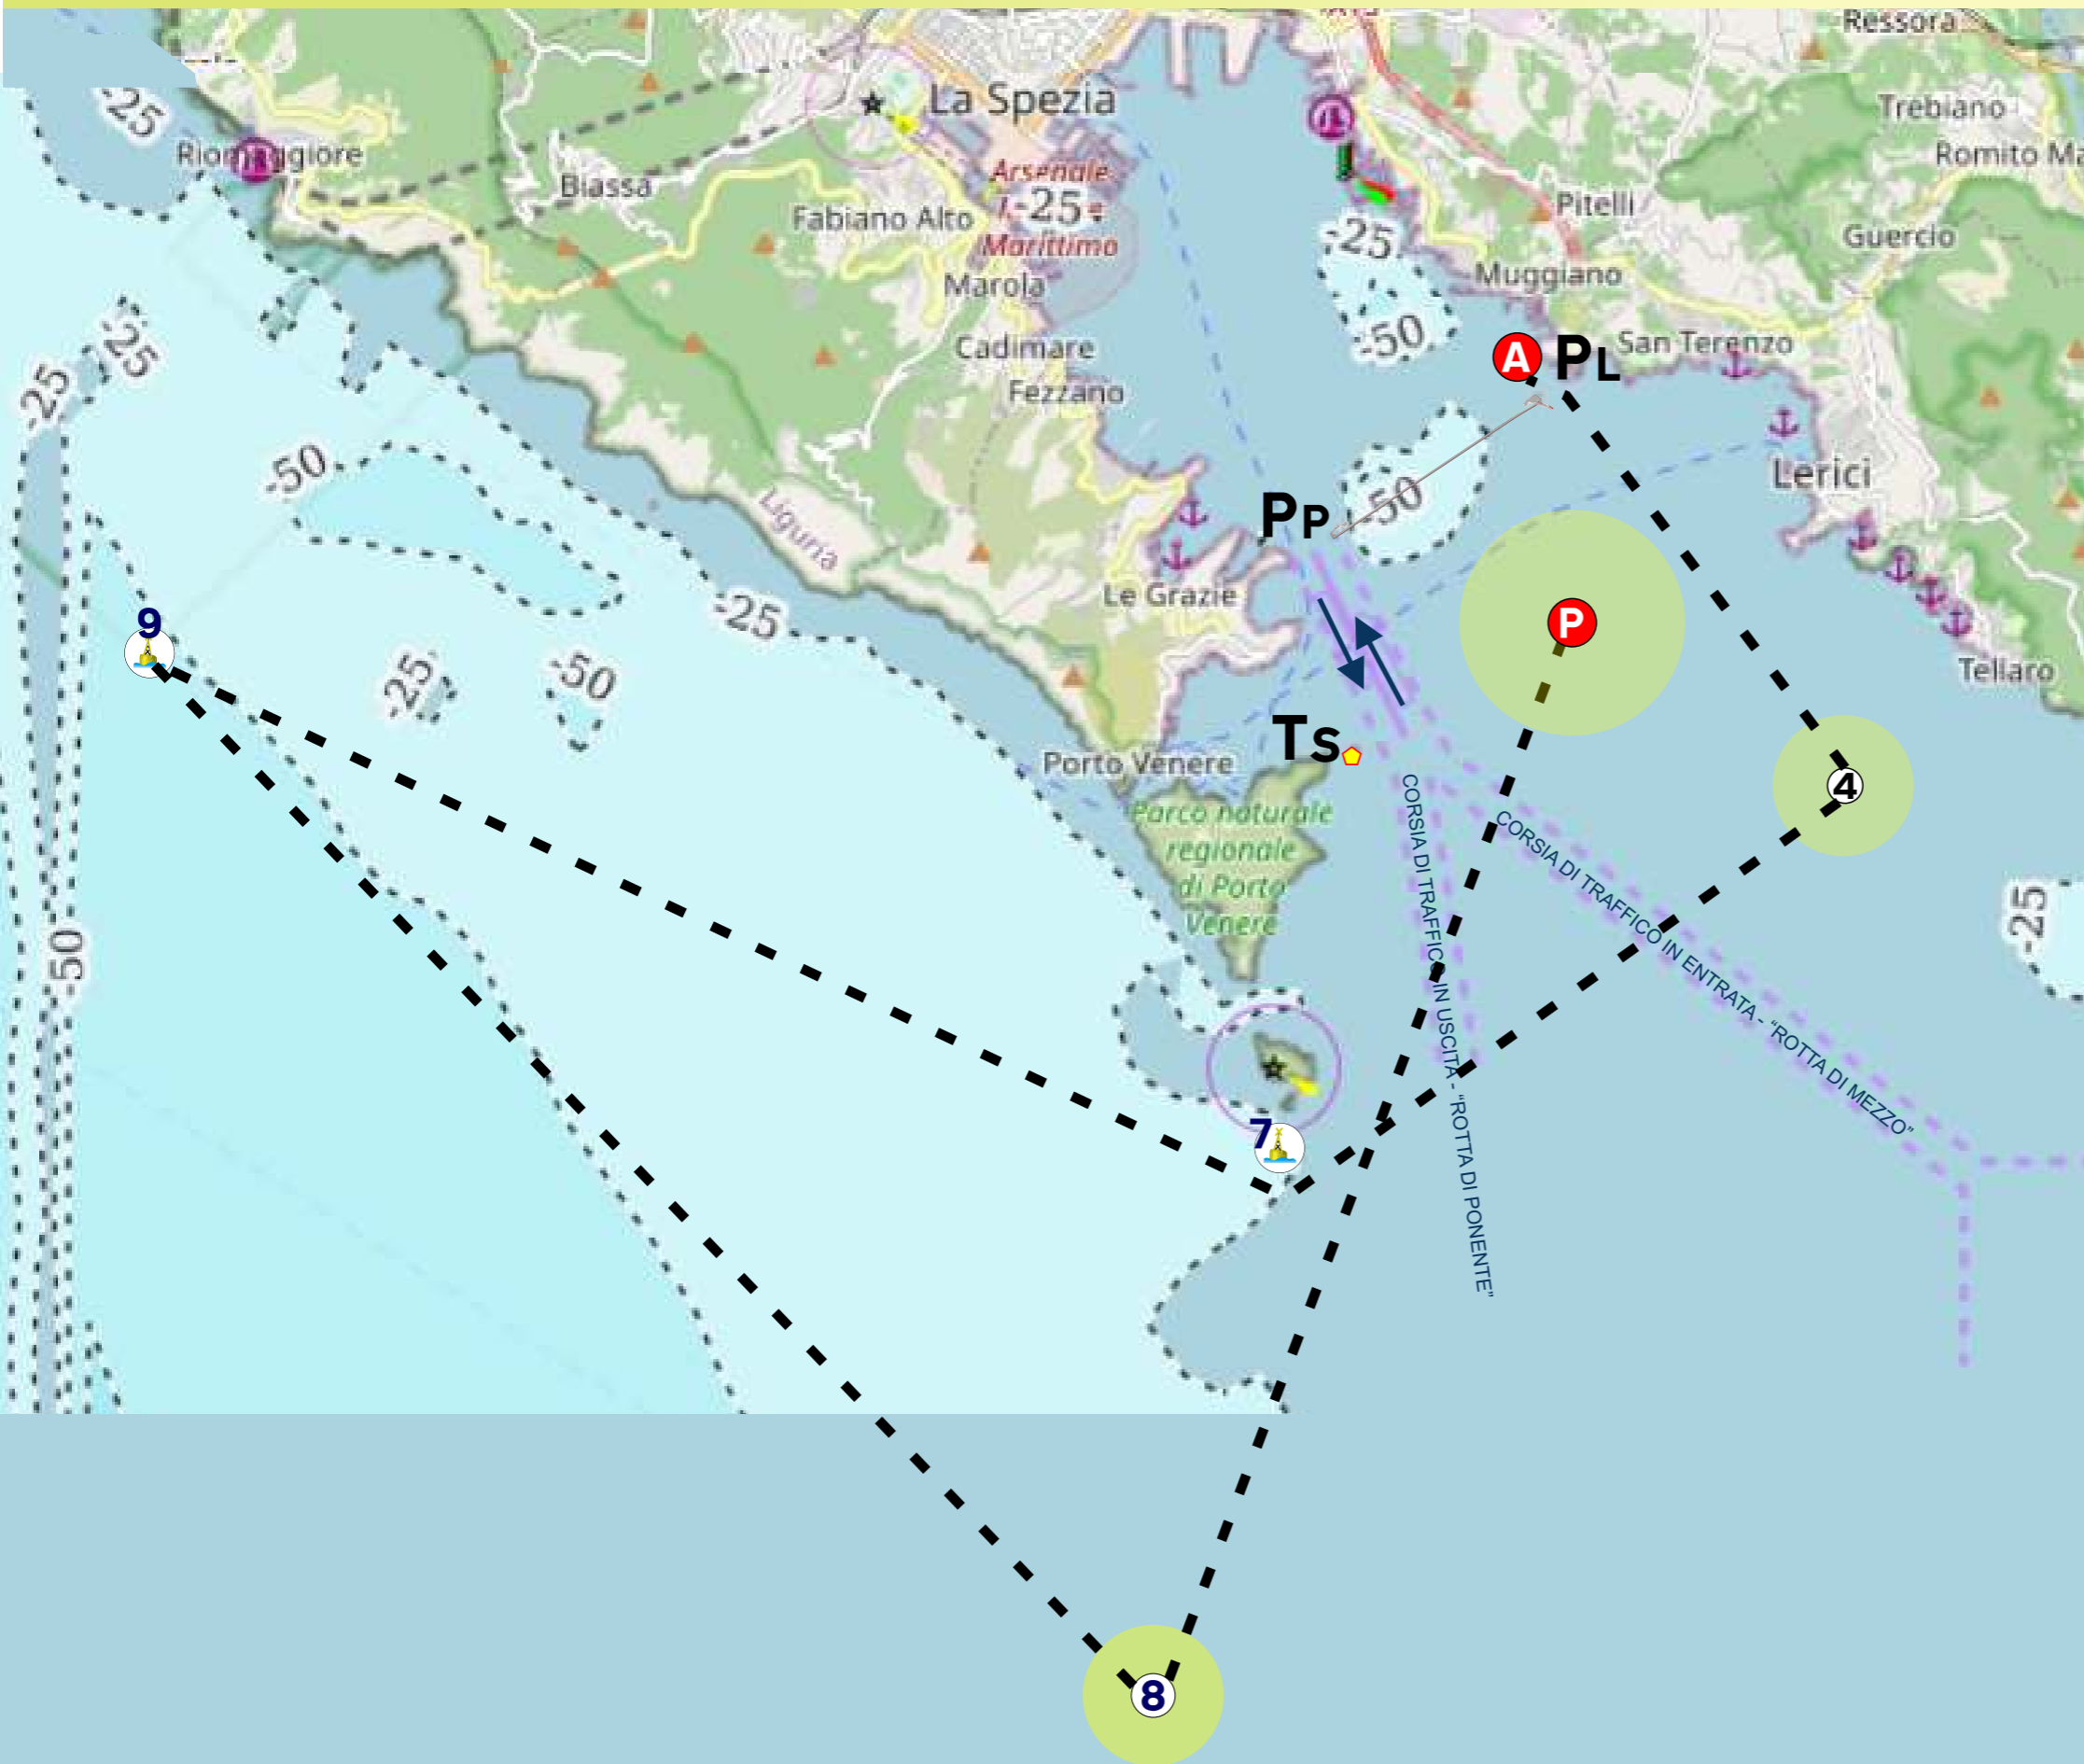 Ressora
-25
La Spezia
Trebiano
Riomaggiore
Romito Ma
Biassa
Arsenale
-25
Marittimo
Fabiano Alto
Pitelli
-25
Guercio
Marola
Muggiano
-25
-25
-50
Cadimare
A
PL
San Terenzo
Fezzano
-50
Lerici
Liguria
PP
-50
Le Grazie
-25
9
P
Tellaro
-25
-50
Ts
Porto Venere
4
Parco naturale
regionale
di Porto
Venere
CORSIA DI TRAFFICO IN USCITA - “ROTTA DI PONENTE”
CORSIA DI TRAFFICO IN ENTRATA - “ROTTA DI MEZZO”
-25
-50
7
8